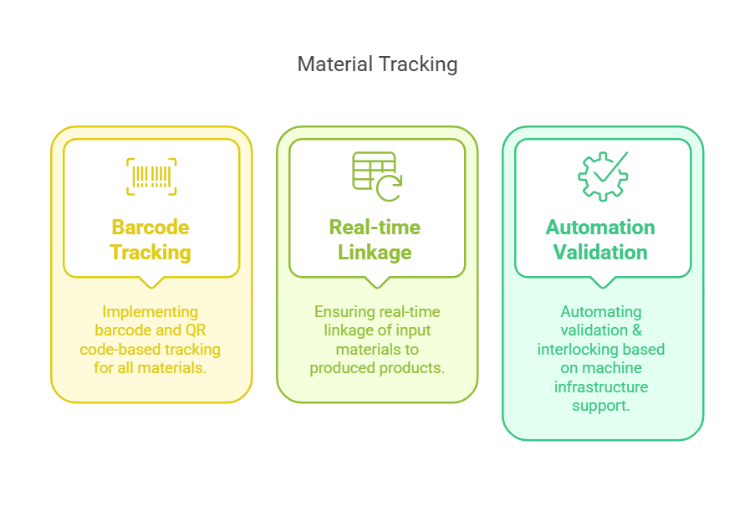 Material Tracking
Barcode
Tracking
Implementing
barcode and QR
code-based tracking
for all materials.
Real-time
Linkage
Ensuring real-time
linkage of input
materials to
produced products.
Automation
Validation
Automating
validation &
interlocking based
on machine
infrastructure
support.